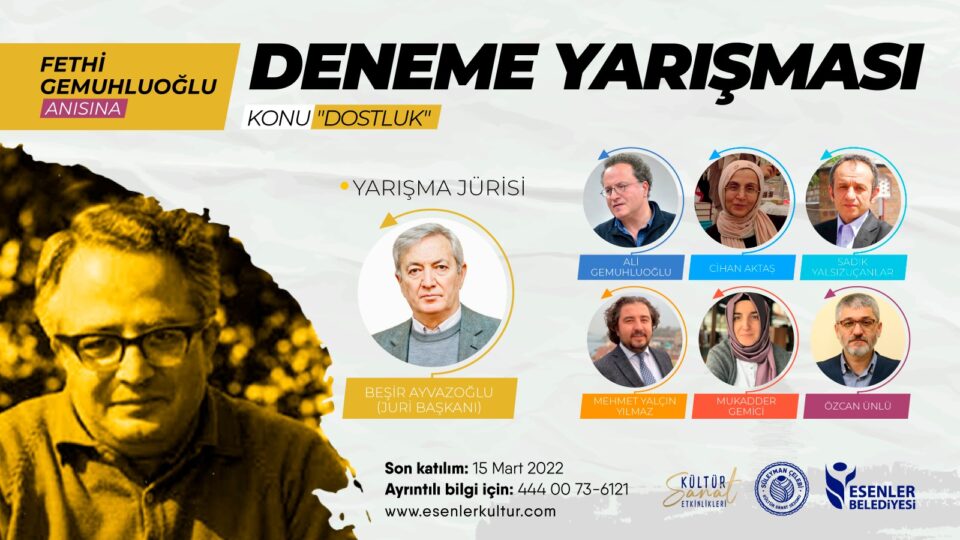 FETHİ
GEMUHLUOĞLU
ANISINA
DENEME YARIŞMASI
KONU "DOSTLUK"
YARIŞMA JÜRİSİ
BEŞİR AYVAZOĞLU
(JÜRİ BAŞKANI)
ALİ
GEMUHLUOĞLU
CİHAN AKTAŞ
SADIK
YALSIZUÇANLAR
MEHMET YALÇIN
YILMAZ
MUKADDER
GEMİCİ
ÖZCAN ÜNLÜ
Son katılım: 15 Mart 2022
Ayrıntılı bilgi için: 444 00 73-6121
www.esenlerkultur.com
KÜLTÜR
Sanat
ETKİNLİKLERİ
SÜLEYMAN ÇELEBİ
ESENLER
BELEDİYESİ